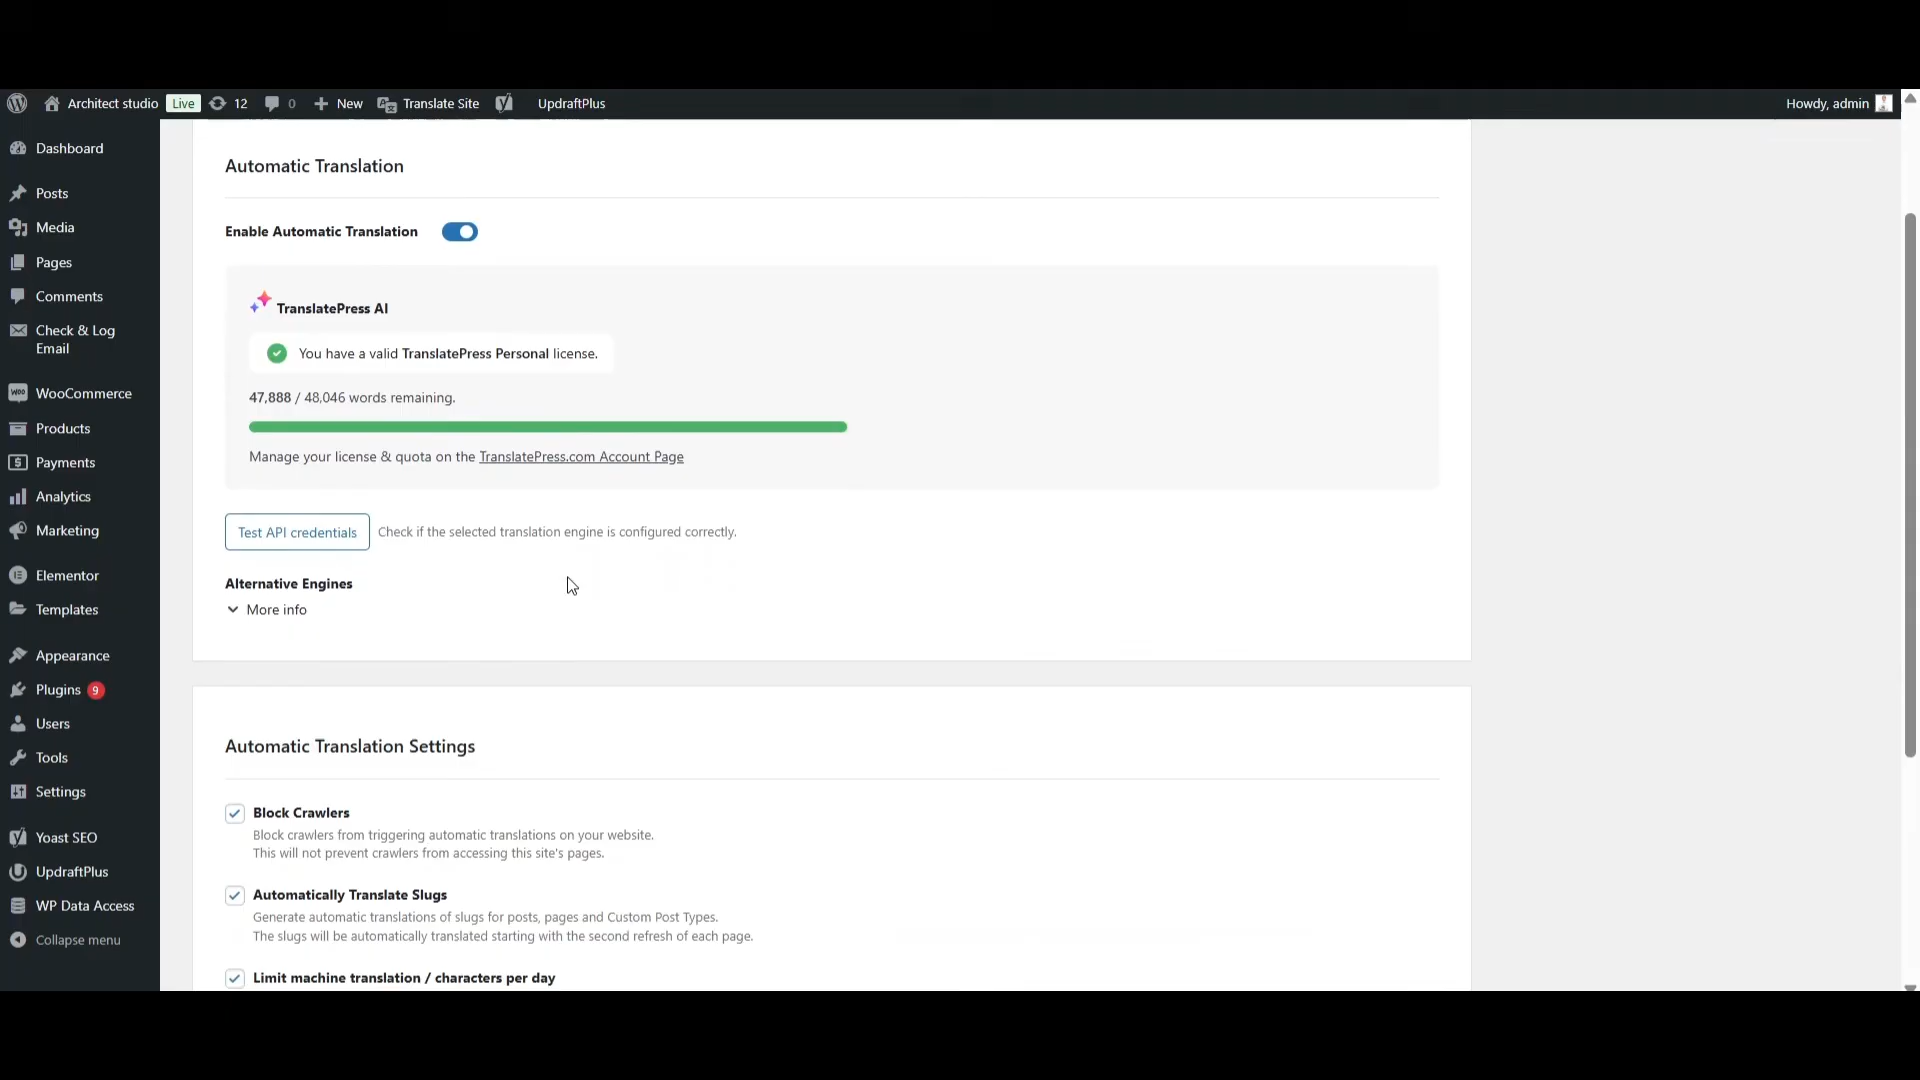 Architect studio Live 12 0 New Translate Site UpdraftPlus Howdy, admin
Dashboard
Posts
Media
Pages
Comments
Check & Log
Email
WooCommerce
Products
Payments
Analytics
Marketing
Elementor
Templates
Appearance
Plugins 9
Users
Tools
Settings
Yoast SEO
UpdraftPlus
WP Data Access
Collapse menu
Automatic Translation
Enable Automatic Translation
TranslatePress AI
You have a valid TranslatePress Personal license.
47,888 / 48,046 words remaining.
Manage your license & quota on the TranslatePress.com Account Page
Test API credentials Check if the selected translation engine is configured correctly.
Alternative Engines
More info
Automatic Translation Settings
Block Crawlers
Block crawlers from triggering automatic translations on your website.
This will not prevent crawlers from accessing this site's pages.
Automatically Translate Slugs
Generate automatic translations of slugs for posts, pages and Custom Post Types.
The slugs will be automatically translated starting with the second refresh of each page.
Limit machine translation / characters per day